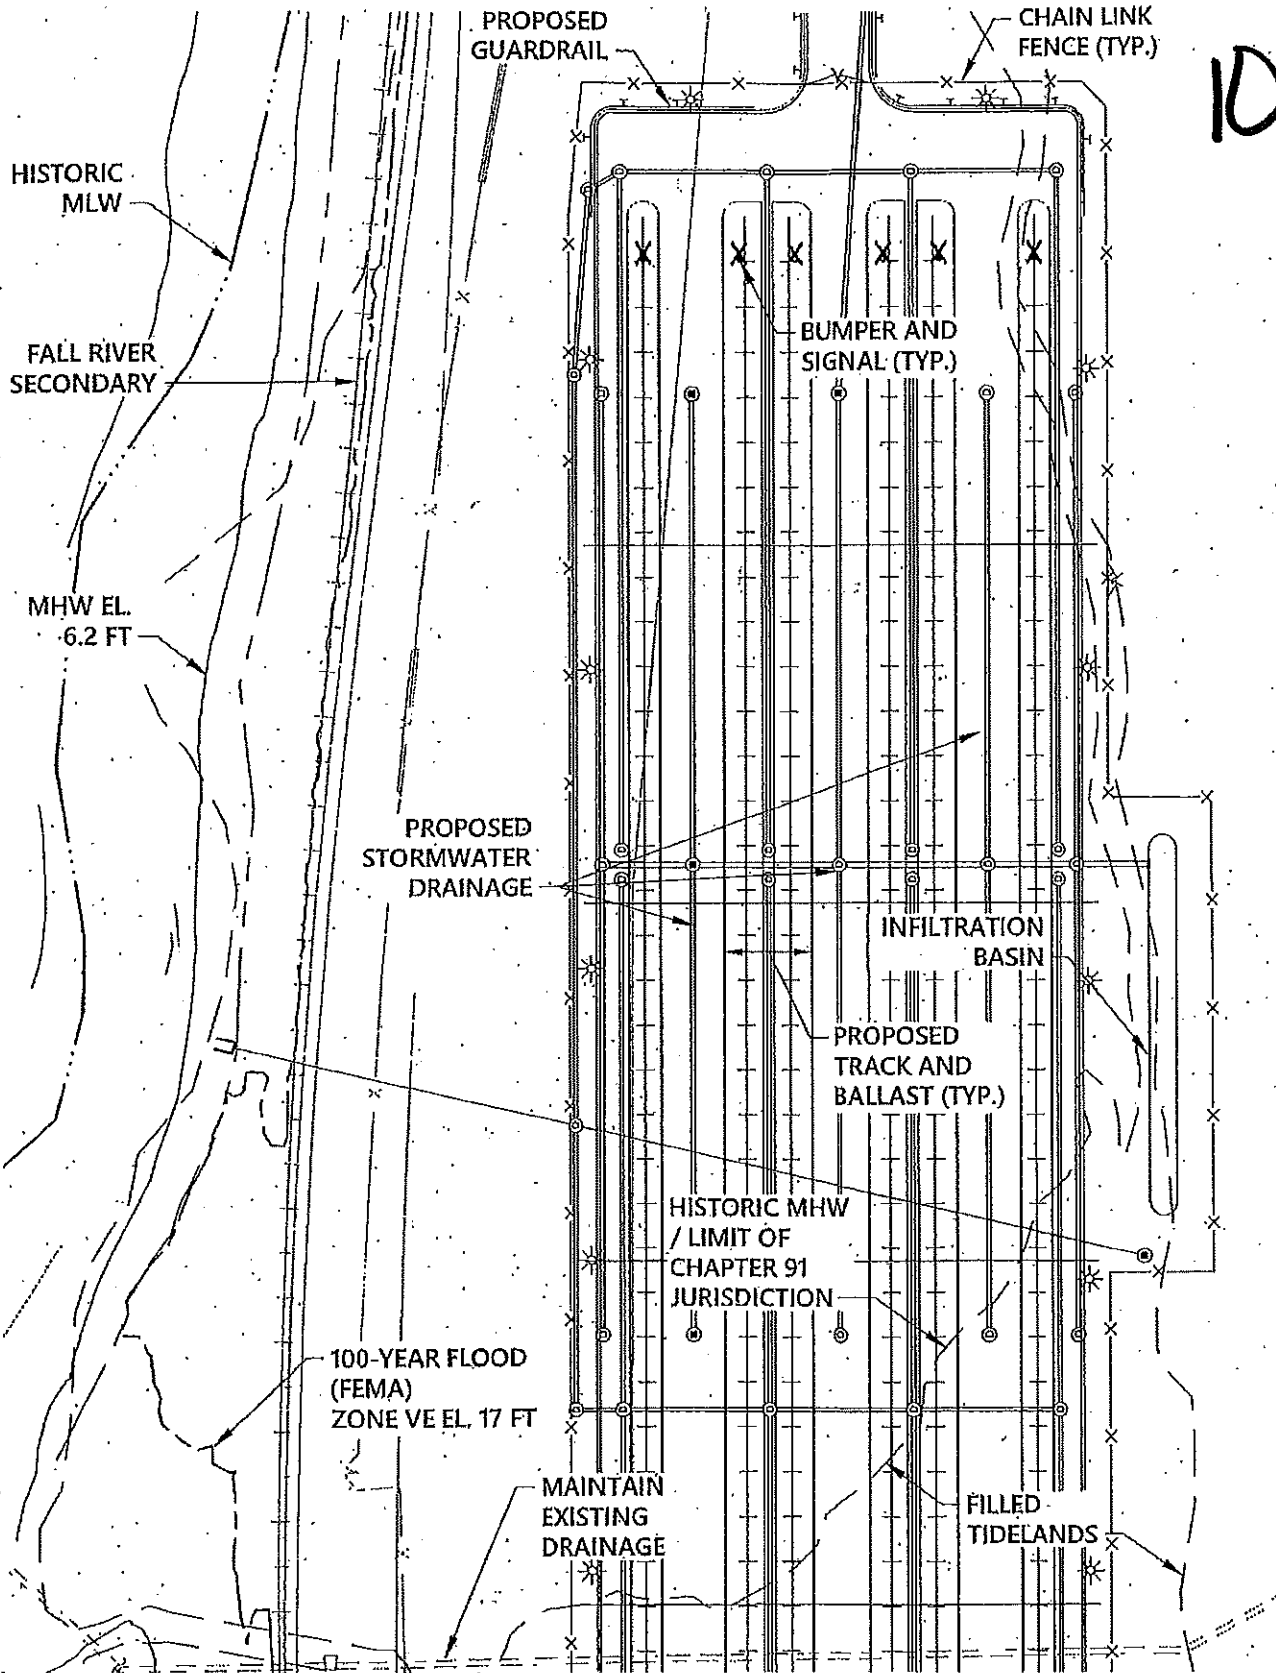 PROPOSED
GUARDRAIL
CHAIN LINK
FENCE (TYP.)
10
HISTORIC
MLW
FALL RIVER
SECONDARY
BUMPER AND
SIGNAL (TYP.)
MHW EL.
6.2 FT
PROPOSED
STORMWATER
DRAINAGE
INFILTRATION
BASIN
PROPOSED
TRACK AND
BALLAST (TYP.)
HISTORIC MHW
/ LIMIT OF
CHAPTER 91
JURISDICTION
100-YEAR FLOOD
(FEMA)
ZONE VE EL. 17 FT
MAINTAIN
EXISTING
DRAINAGE
FILLED
TIDELANDS